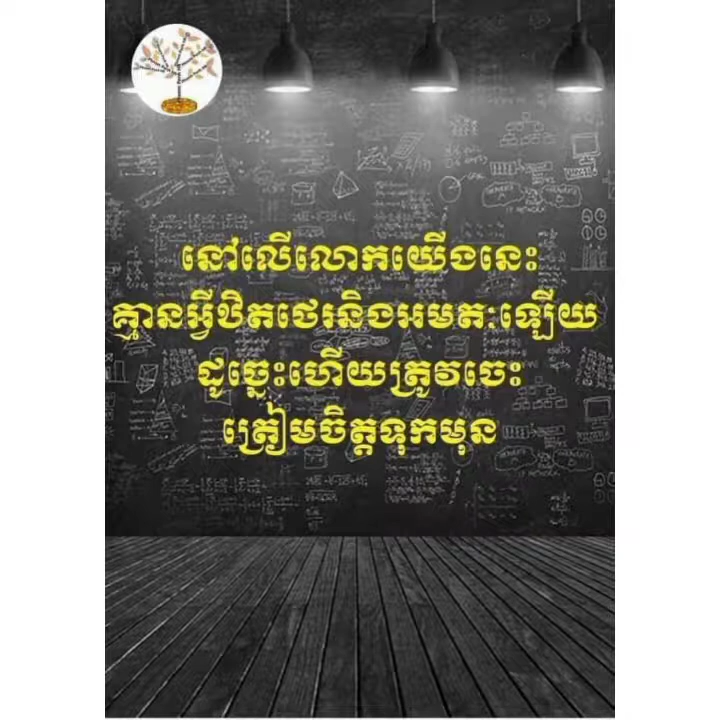 នៅលើលោកយើងនេះ
គ្មានអ្វីឋិតថេរនិងអមតៈឡើយ
ដូច្នេះហើយត្រូវចេះ
ត្រៀមចិត្តទុកមុន